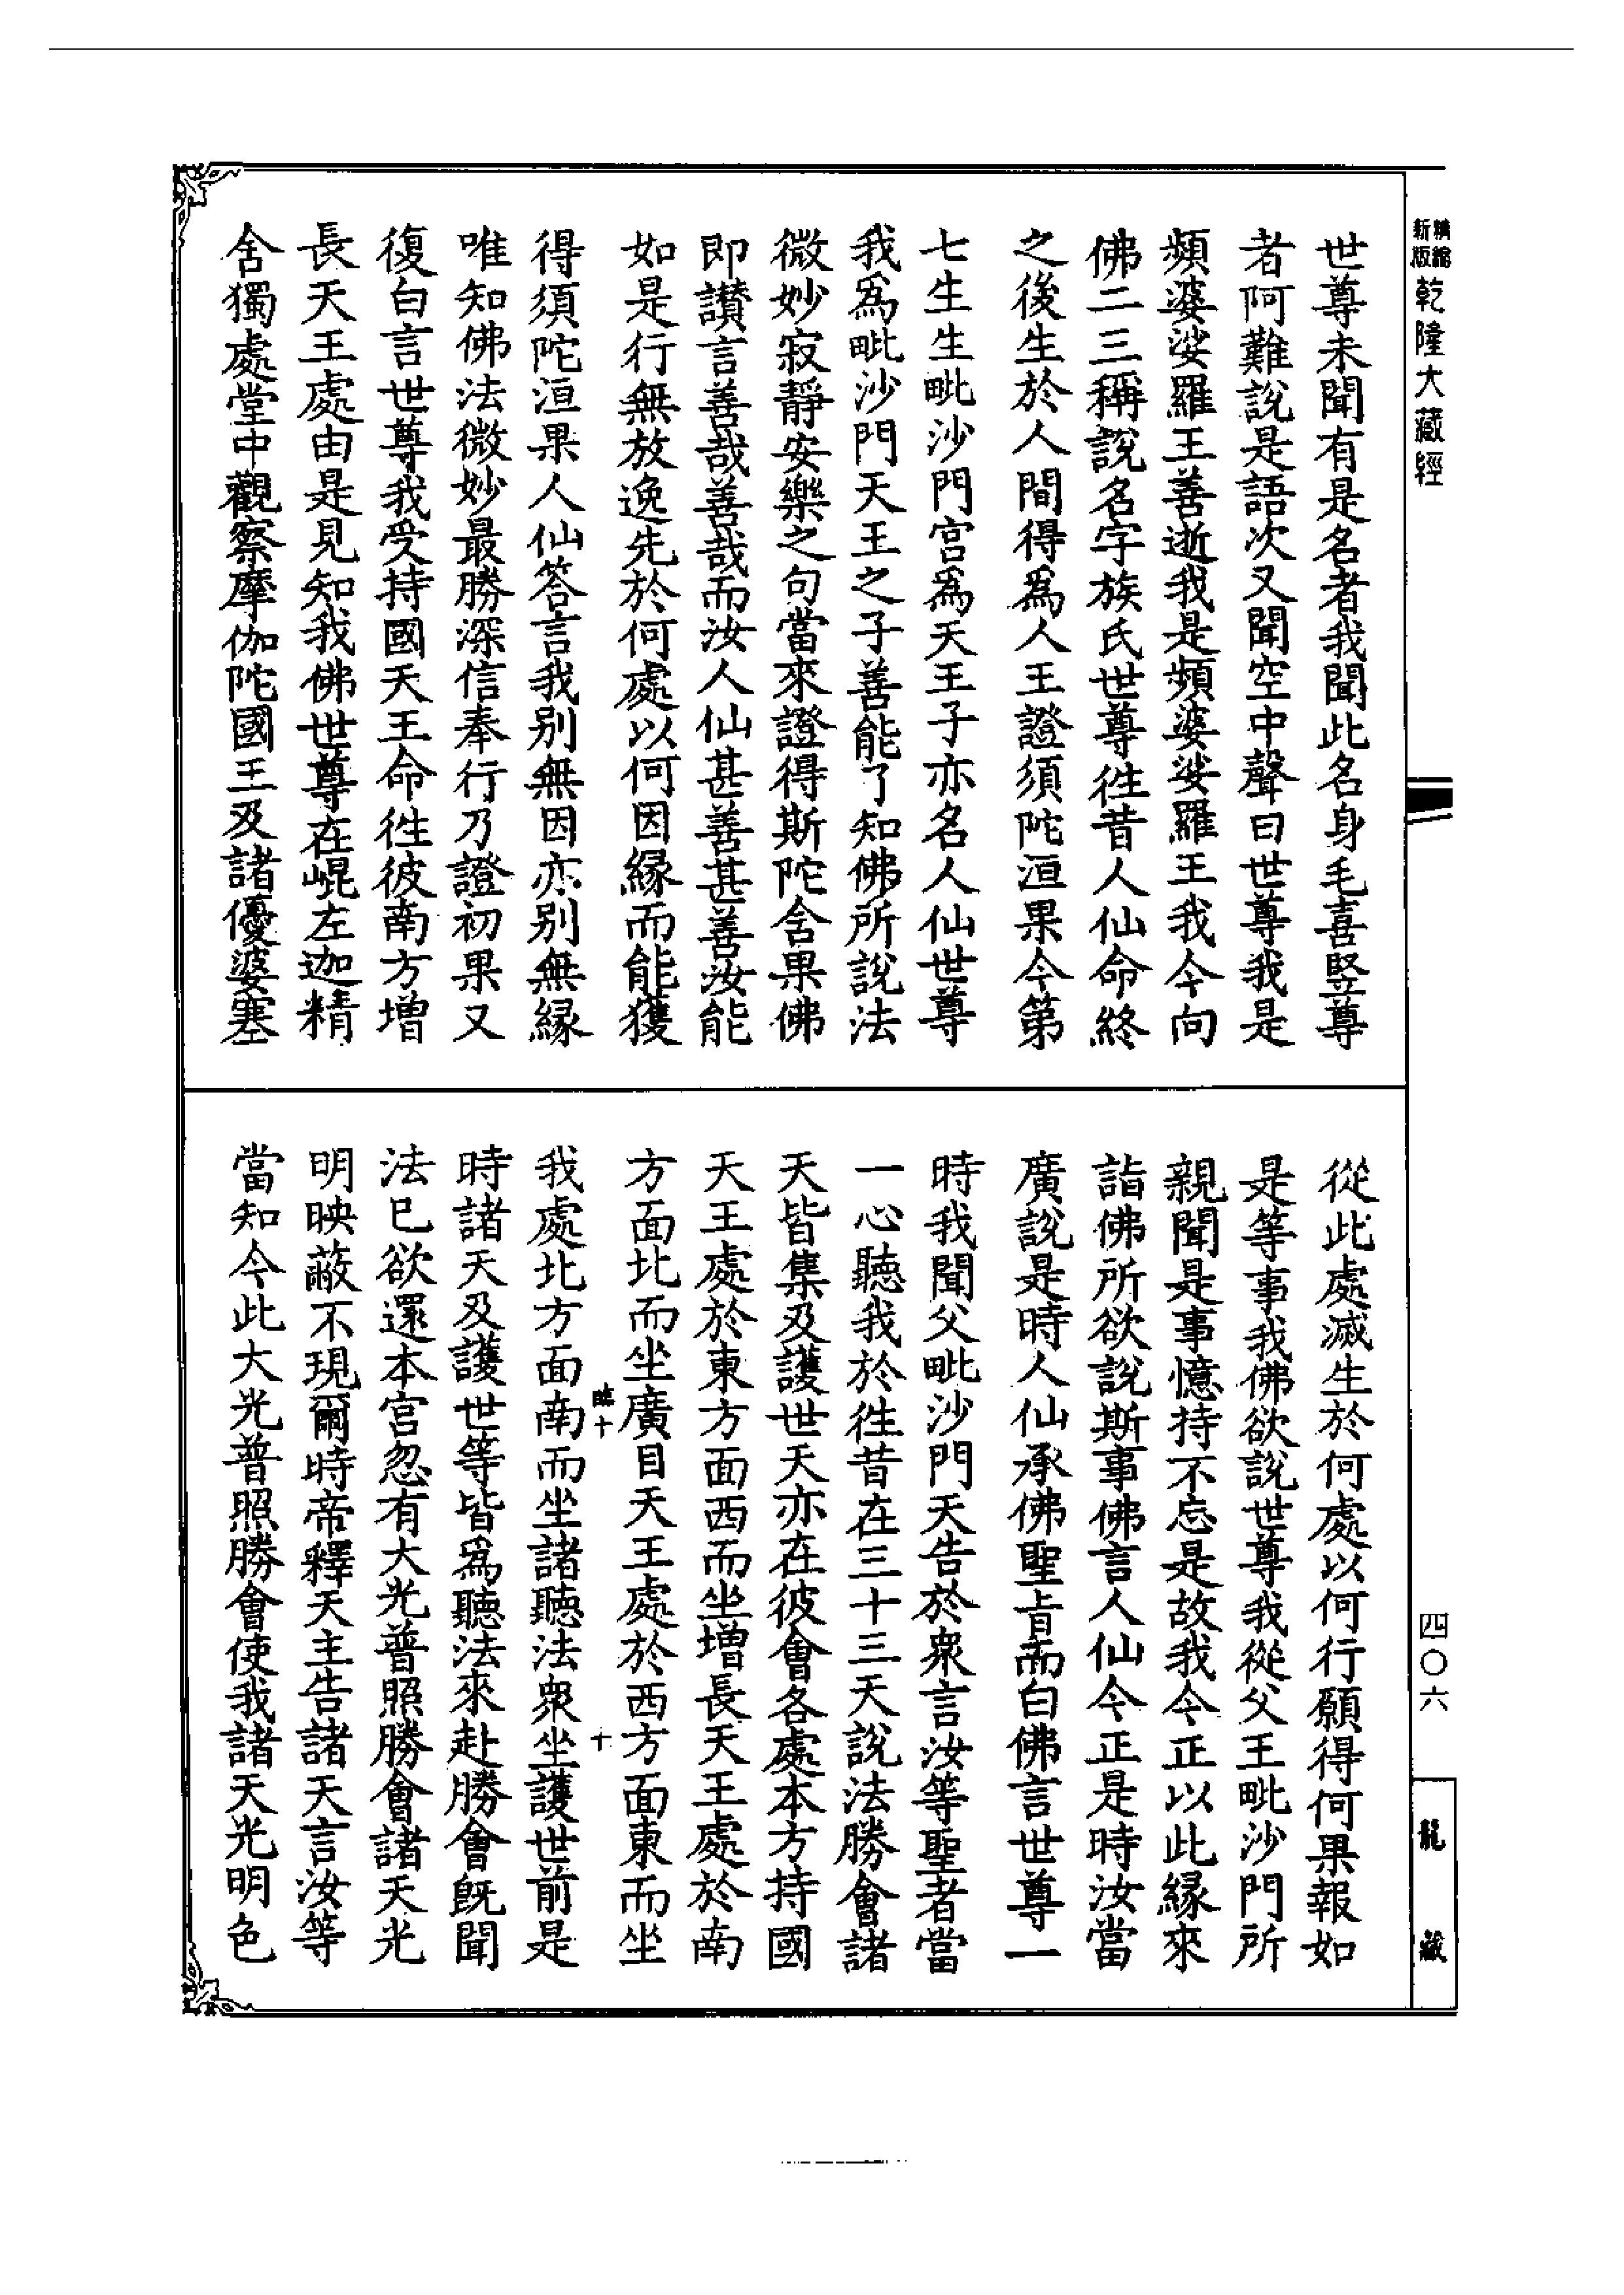 精縮
新版
乾隆大藏經
世尊未聞有是名者我聞此名身毛喜竪尊
者阿難說是語次又聞空中聲曰世尊我是
頻婆娑羅王善逝我是頻婆娑羅王我今向
佛二三稱說名字族氏世尊徃昔人仙命終
之後生於人間得爲人王證須陀洹果今第
七生生毗沙門宫爲天王子亦名人仙世尊
我爲毗沙門天王之子善能了知佛所說法
微妙寂靜安樂之句當來證得斯陀含果佛
即讃言善哉善哉而汝人仙甚善甚善汝能
如是行無放逸先於何處以何因緣而能獲
得須陀洹果人仙答言我别無因亦别無緣
唯知佛法微妙最勝深信奉行乃證初果又
復白言世尊我受持國天王命徃彼南方增
長天王處由是見知我佛世尊在崐左迦精
舍獨處堂中觀察摩伽陀國王及諸優婆塞
從此處滅生於何處以何行願得何果報如
是等事我佛欲說世尊我從父王毗沙門所
親聞是事憶持不忘是故我今正以此緣來
詣佛所欲說斯事佛言人仙今正是時汝當
廣說是時人仙承佛聖旨而白佛言世尊一
時我聞父毗沙門天告於衆言汝等聖者當
一心聽我於徃昔在三十三天說法勝會諸
天皆集及護世天亦在彼會各處本方持國
天王處於東方面西而坐增長天王處於南
方面北而坐廣目天王處於西方面東而坐
十
我處北方面南而坐諸聽法衆坐護世前是
時諸天及護世等皆爲聽法來赴勝會既聞
法已欲還本宫忽有大光普照勝會諸天光
明映蔽不現爾時帝釋天主告諸天言汝等
當知今此大光普照勝會使我諸天光明色
四〇六
龍藏